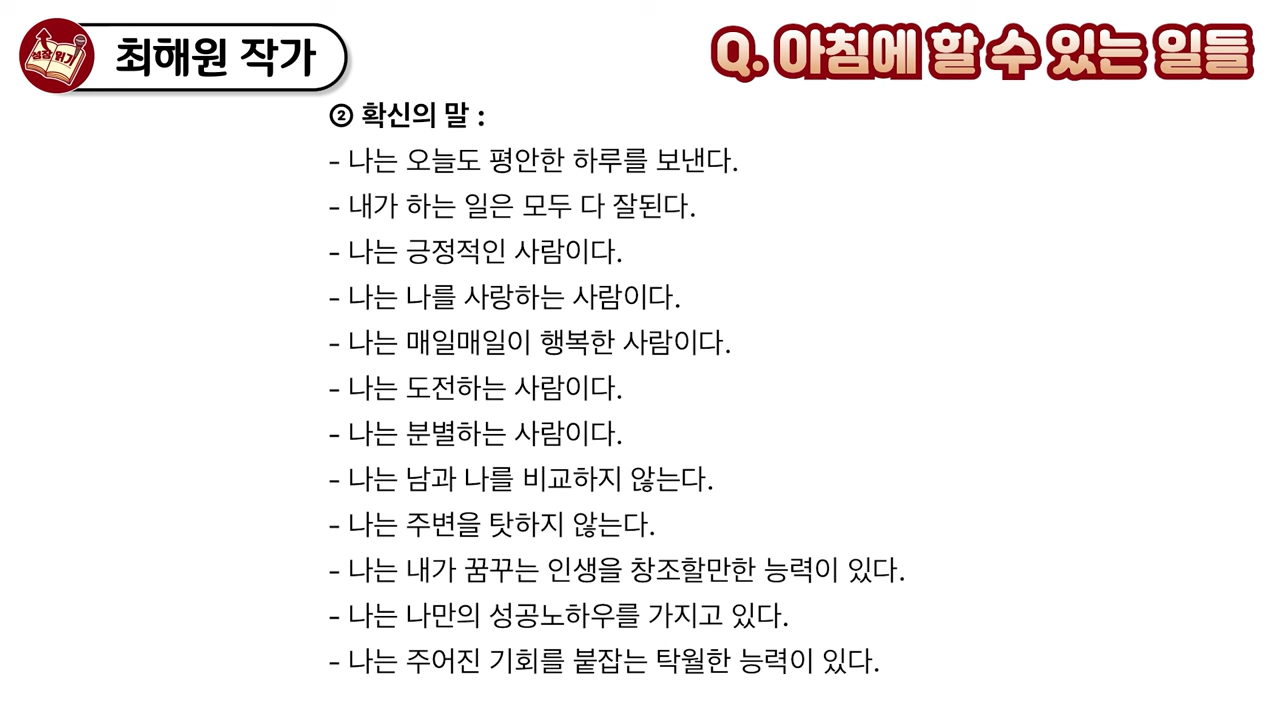 성장 읽기
최해원 작가
Q. 아침에 할 수 있는 일들
② 확신의 말 :
- 나는 오늘도 평안한 하루를 보낸다.
- 내가 하는 일은 모두 다 잘된다.
- 나는 긍정적인 사람이다.
- 나는 나를 사랑하는 사람이다.
- 나는 매일매일이 행복한 사람이다.
- 나는 도전하는 사람이다.
- 나는 분별하는 사람이다.
- 나는 남과 나를 비교하지 않는다.
- 나는 주변을 탓하지 않는다.
- 나는 내가 꿈꾸는 인생을 창조할만한 능력이 있다.
- 나는 나만의 성공노하우를 가지고 있다.
- 나는 주어진 기회를 붙잡는 탁월한 능력이 있다.